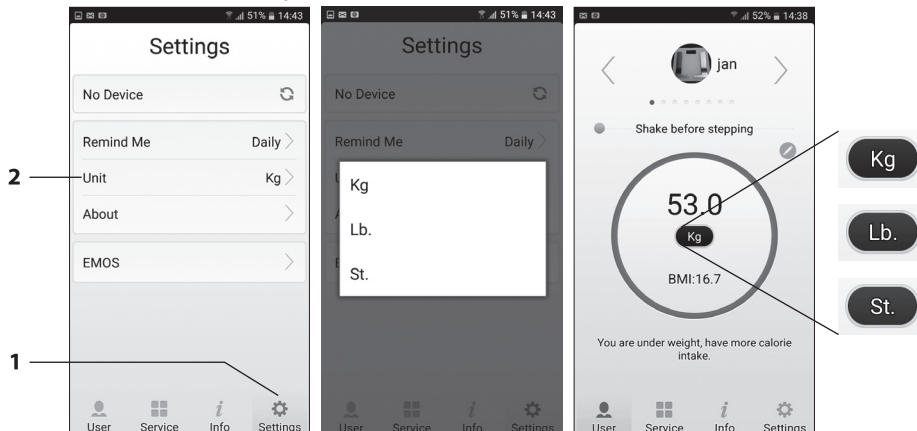 51% 14:43
Settings
No Device
Remind Me Daily
2
Unit Kg
About
EMOS
1
User Service Info Settings
51% 14:43
Settings
No Device
Remind Me Daily
Kg
Lb.
St.
User Service Info Settings
52% 14:38
jan
Shake before stepping
53.0
Kg
BMI:16.7
You are under weight, have more calorie
intake.
User Service Info Settings
Kg
Lb.
St.